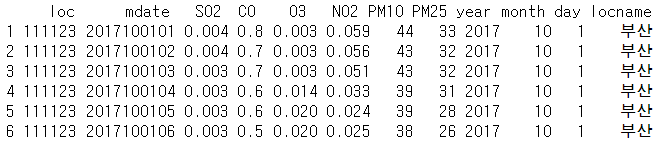 loc mdate SO2 CO O3 NO2 PM10 PM25 year month day locname
1 111123 2017100101 0.004 0.8 0.003 0.059 44 33 2017 10 1 부산
2 111123 2017100102 0.004 0.7 0.003 0.056 43 32 2017 10 1 부산
3 111123 2017100103 0.003 0.7 0.003 0.051 43 32 2017 10 1 부산
4 111123 2017100104 0.003 0.6 0.014 0.033 39 31 2017 10 1 부산
5 111123 2017100105 0.003 0.6 0.020 0.024 39 28 2017 10 1 부산
6 111123 2017100106 0.003 0.5 0.020 0.025 38 26 2017 10 1 부산